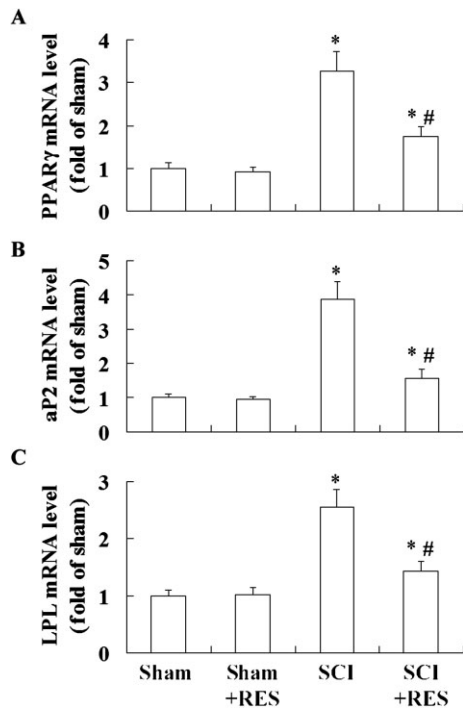 A
PPARγ mRNA level
((fold of sham)
4
3
2
1
0
*
* #
B
aP2 mRNA level
(fold of sham)
5
4
3
2
1
0
*
* #
C
LPL mRNA level
(fold of sham)
3
2
1
0
*
* #
Sham
Sham
+RES
SCI
SCI
+RES